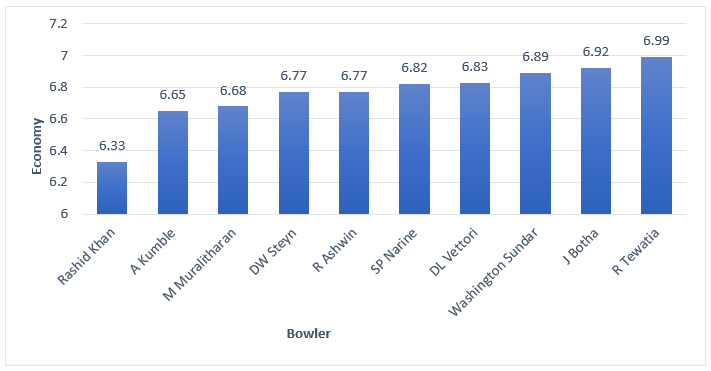 7.2
7
6.8
6.6
6.4
6.2
6
Economy
6.33
6.65
6.68
6.77
6.77
6.82
6.83
6.89
6.92
6.99
Rashid Khan
A Kumble
M Muralitharan
DW Steyn
R Ashwin
SP Narine
DL Vettori
Washington Sundar
J Botha
R Tewatia
Bowler